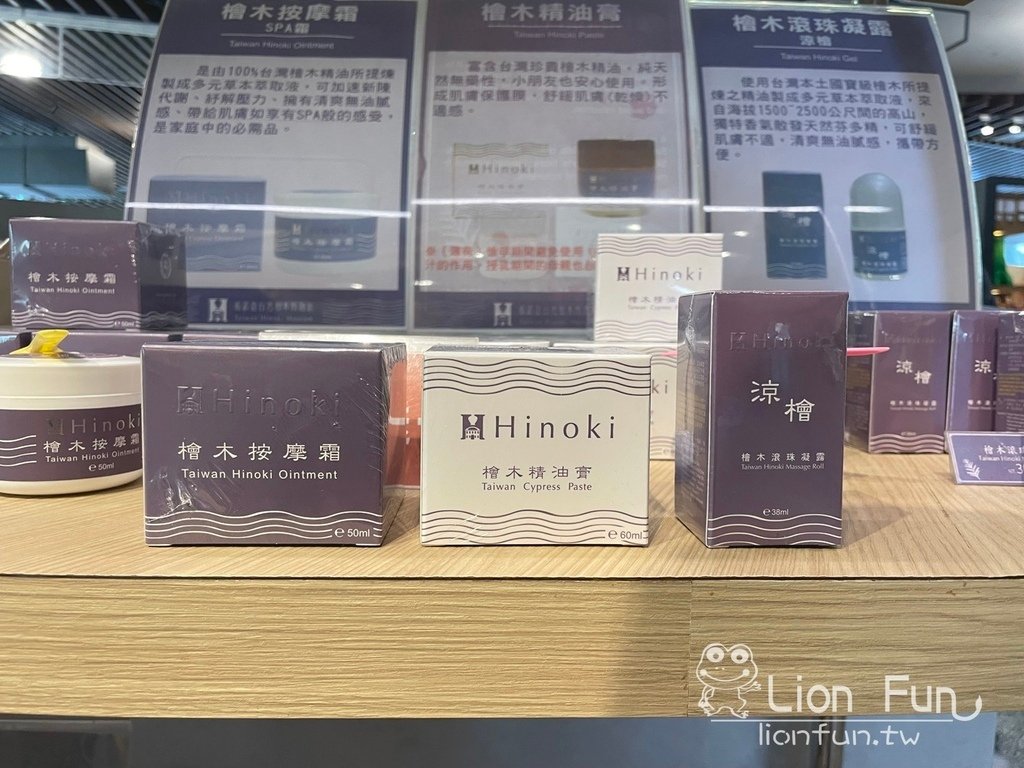 檜木按摩霜
SPA霜
Taiwan Hinoki Ointment
是由100%台灣檜木精油所提煉
製成多元草本萃取液，可加速新陳
代謝、紓解壓力、擁有清爽無油膩
感、帶給肌膚如享有SPA般的感受，
是家庭中的必需品。
檜木精油膏
Taiwan Hinoki Paste
富含台灣珍貴檜木精油，純天
然無藥性，小朋友也安心使用。形
成肌膚保護膜，舒緩肌膚(乾燥)不
適感。
檜木滾珠凝露
涼檜
Taiwan Hinoki Gel
使用台灣本土國寶級檜木所提
煉之精油製成多元草本萃取液，來
自海拔1500~2500公尺間的高山，
獨特香氣散發天然芬多精，可舒緩
肌膚不適，清爽無油膩感，攜帶方
便。
Hinoki
檜木按摩霜
Taiwan Hinoki Ointment
Hinoki
Hinoki
檜木精油
Taiwan Cypress
Hinoki
檜木按摩霜
Taiwan Hinoki Ointment
℮50ml
Hinoki
檜木按摩霜
Taiwan Hinoki Ointment
℮50ml
Hinoki
檜木精油膏
Taiwan Cypress Paste
℮60ml
Hinoki
涼檜
檜木滾珠凝露
Taiwan Hinoki Massage Roll
℮38ml
涼檜
檜木滾珠凝露
涼
檜木滾珠
Lion Fun
lionfun.tw